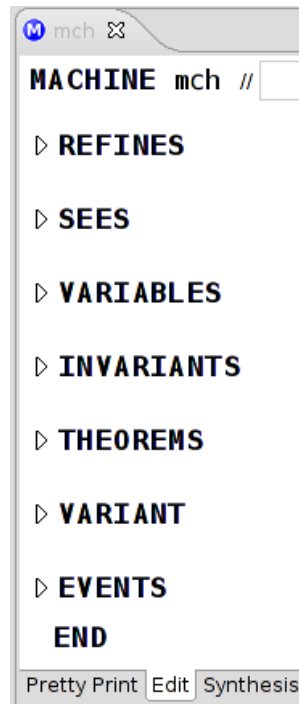 M mch
MACHINE mch //
REFINES
SEES
VARIABLES
INVARIANTS
THEOREMS
VARIANT
EVENTS
END
Pretty Print Edit Synthesis